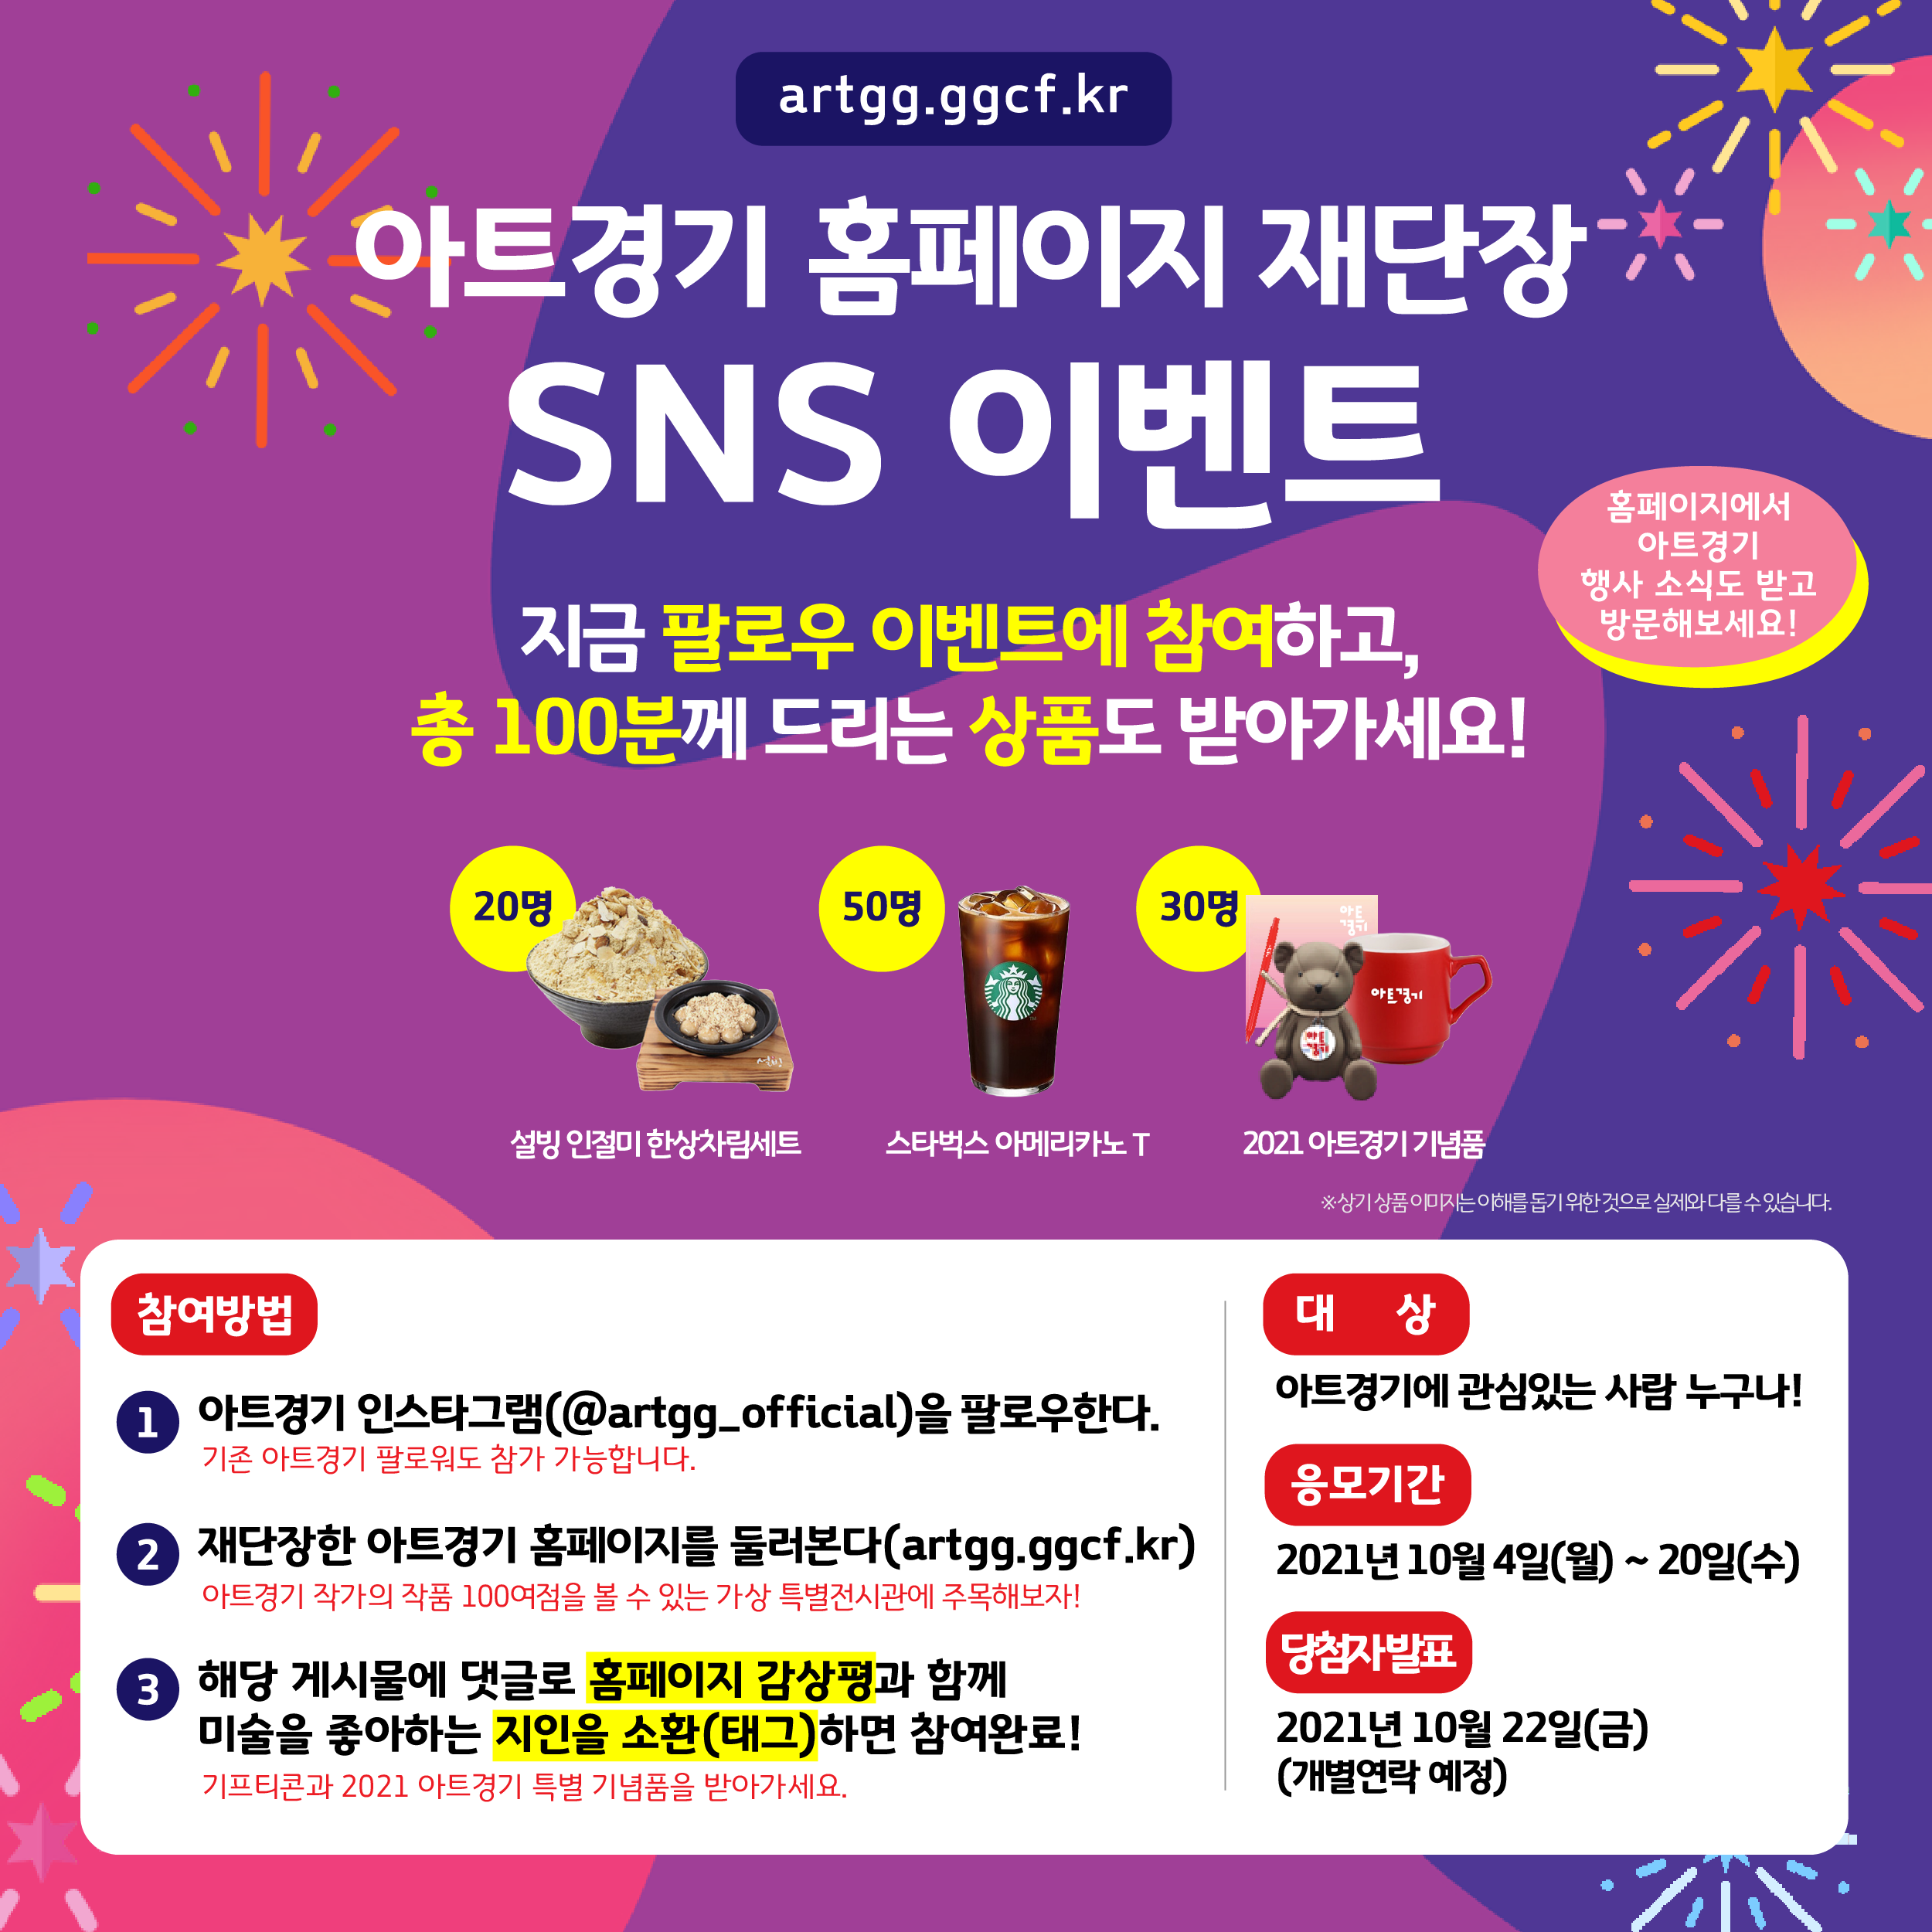 artgg.ggcf.kr
아트경기 홈페이지 재단장
SNS 이벤트
홈페이지에서
아트경기
행사 소식도 받고
방문해보세요!
지금 팔로우 이벤트에 참여하고,
총 100분께 드리는 상품도 받아가세요!
20명
50명
30명
아트
경기
아트경기
아트
경기
설빙
설빙 인절미 한상차림세트
스타벅스 아메리카노 T
2021 아트경기 기념품
※상기 상품 이미지는 이해를 돕기 위한 것으로 실제와 다를 수 있습니다.
참여방법
1 아트경기 인스타그램(@artgg_official)을 팔로우한다.
기존 아트경기 팔로워도 참가 가능합니다.
2 재단장한 아트경기 홈페이지를 둘러본다(artgg.ggcf.kr)
아트경기 작가의 작품 100여점을 볼 수 있는 가상 특별전시관에 주목해보자!
3 해당 게시물에 댓글로 홈페이지 감상평과 함께
미술을 좋아하는 지인을 소환(태그)하면 참여완료!
기프티콘과 2021 아트경기 특별 기념품을 받아가세요.
대 상
아트경기에 관심있는 사람 누구나!
응모기간
2021년 10월 4일(월) ~ 20일(수)
당첨자발표
2021년 10월 22일(금)
(개별연락 예정)